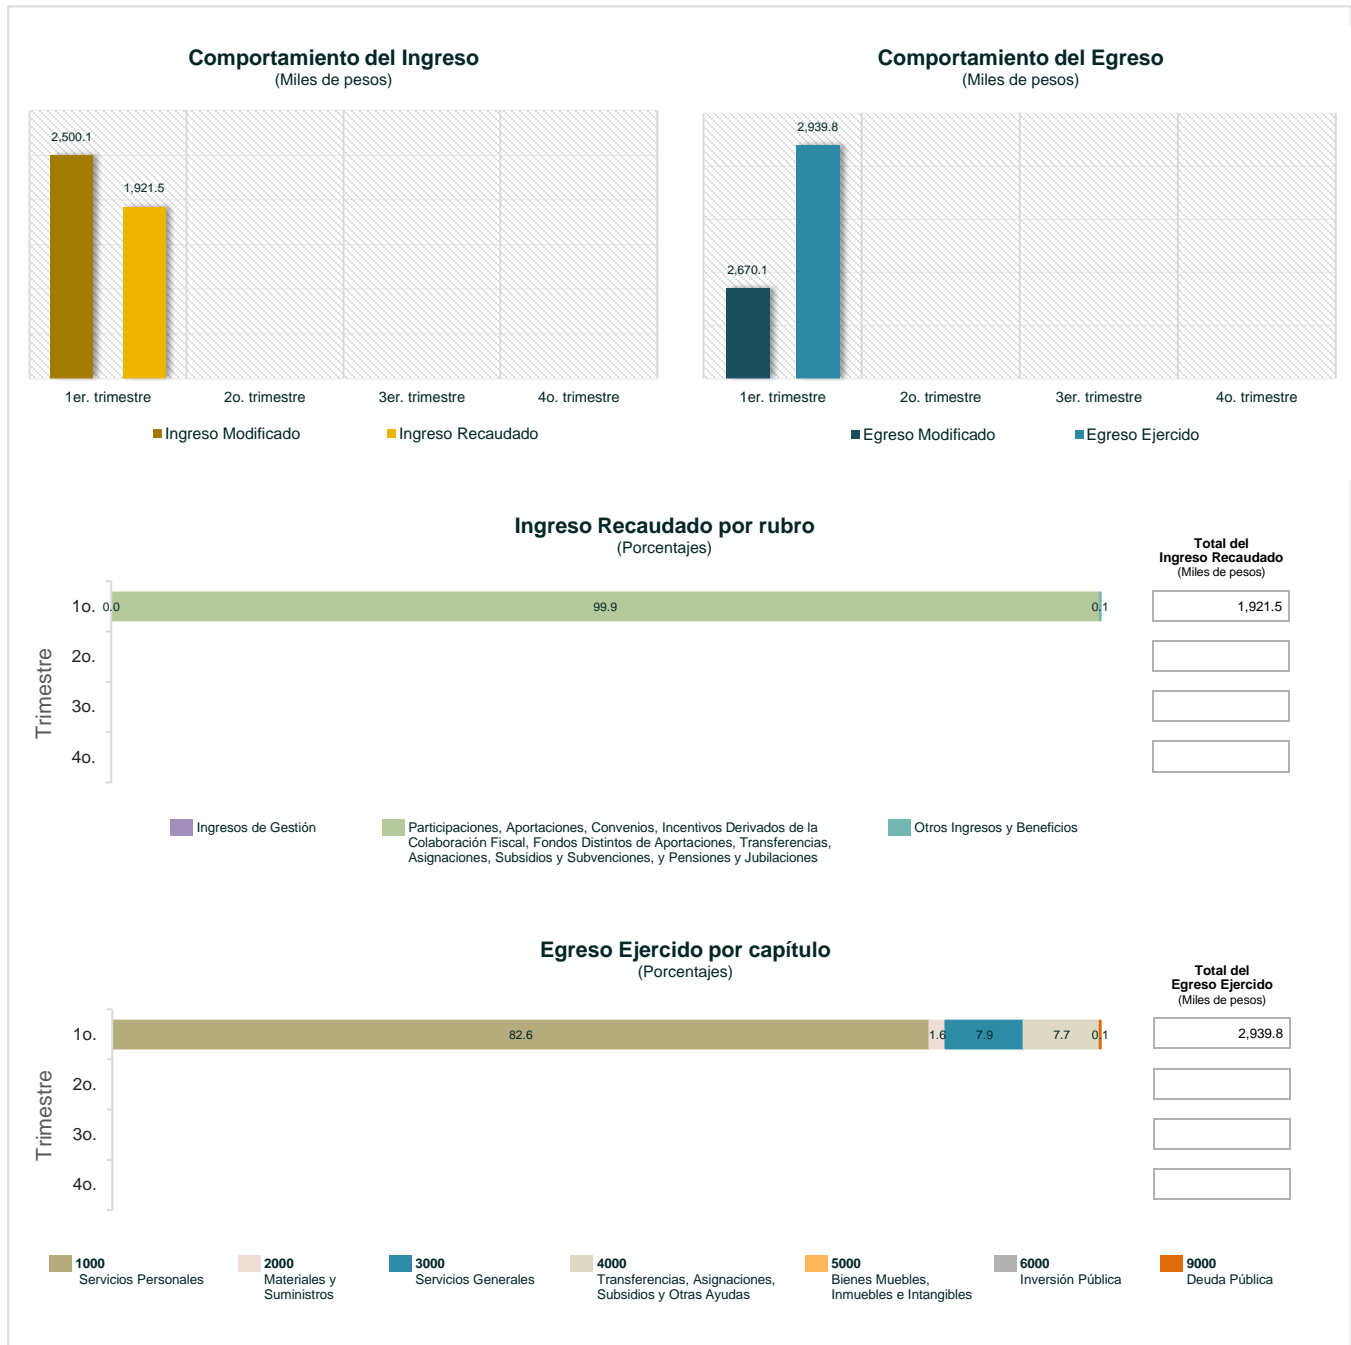 Comportamiento del Ingreso
(Miles de pesos)
2,500.1
1,921.5
1er. trimestre
2o. trimestre
3er. trimestre
4o. trimestre
Ingreso Modificado
Ingreso Recaudado
Comportamiento del Egreso
(Miles de pesos)
2,939.8
2,670.1
1er. trimestre
2o. trimestre
3er. trimestre
4o. trimestre
Egreso Modificado
Egreso Ejercido
Ingreso Recaudado por rubro
(Porcentajes)
Total del
Ingreso Recaudado
(Miles de pesos)
Trimestre
1o.
0.0
99.9
0.1
1,921.5
2o.
3o.
4o.
Ingresos de Gestión
Participaciones, Aportaciones, Convenios, Incentivos Derivados de la
Colaboración Fiscal, Fondos Distintos de Aportaciones, Transferencias,
Asignaciones, Subsidios y Subvenciones, y Pensiones y Jubilaciones
Otros Ingresos y Beneficios
Egreso Ejercido por capítulo
(Porcentajes)
Total del
Egreso Ejercido
(Miles de pesos)
Trimestre
1o.
82.6
1.6
7.9
7.7
0.1
2,939.8
2o.
3o.
4o.
1000
Servicios Personales
2000
Materiales y
Suministros
3000
Servicios Generales
4000
Transferencias, Asignaciones,
Subsidios y Otras Ayudas
5000
Bienes Muebles,
Inmuebles e Intangibles
6000
Inversión Pública
9000
Deuda Pública